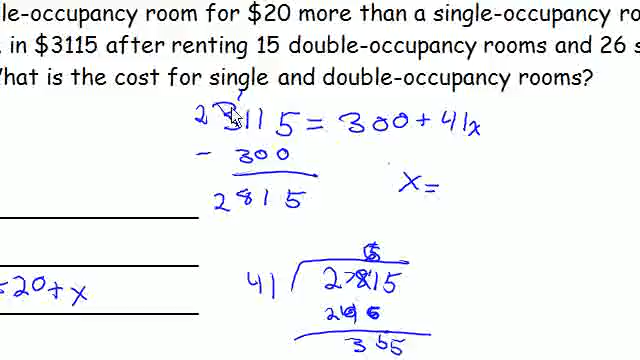 le-occupancy room for $20 more than a single-occupancy ro
in $3115 after renting 15 double-occupancy rooms and 26 s
hat is the cost for single and double-occupancy rooms?
2 3115 = 300 + 41x
- 300
2815
x =
41 2815
355
=20+x